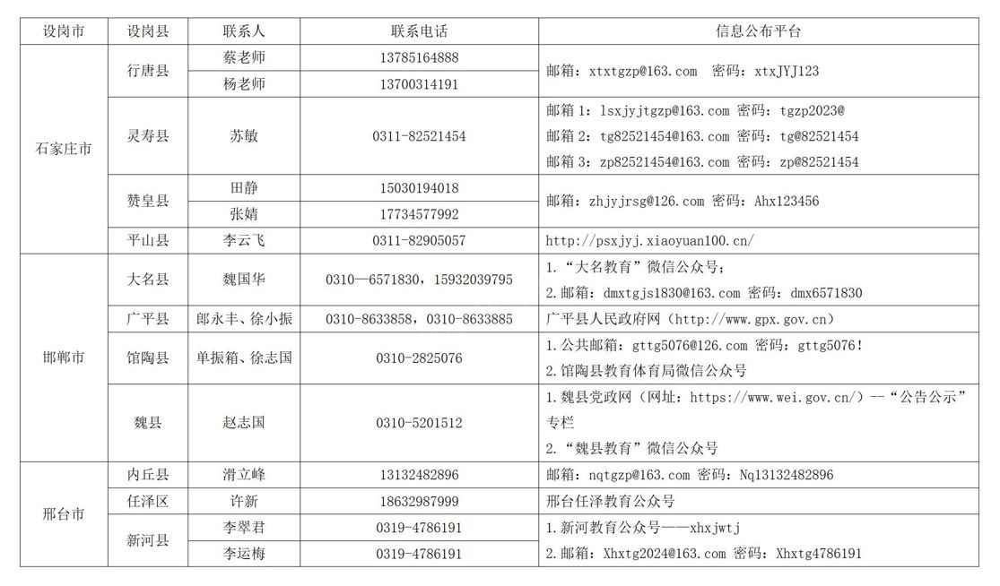 设岗市 设岗县 联系人 联系电话 信息公布平台
石家庄市 行唐县 蔡老师 13785164888 邮箱：xtxtgzp@163.com 密码：xtxJYJ123
杨老师 13700314191
灵寿县 苏敏 0311-82521454 邮箱1：lsxjyjtgzp@163.com 密码：tgzp2023@
邮箱2：tg82521454@163.com 密码：tg@82521454
邮箱3：zp82521454@163.com 密码：zp@82521454
赞皇县 田静 15030194018 邮箱：zhjyjrsg@126.com 密码：Ahx123456
张婧 17734577992
平山县 李云飞 0311-82905057 http://psxjyj.xiaoyuan100.cn/
邯郸市 大名县 魏国华 0310—6571830，15932039795 1.“大名教育”微信公众号；
2.邮箱：dmxtgjs1830@163.com 密码：dmx6571830
广平县 郎永丰、徐小振 0310-8633858，0310-8633885 广平县人民政府网（http://www.gpx.gov.cn）
馆陶县 单振箱、徐志国 0310-2825076 1.公共邮箱：gttg5076@126.com 密码：gttg5076！
2.馆陶县教育体育局微信公众号
魏县 赵志国 0310-5201512 1.魏县党政网（网址：https://www.wei.gov.cn/）--“公告公示”
专栏
2.“魏县教育”微信公众号
邢台市 内丘县 滑立峰 13132482896 邮箱：nqtgzp@163.com 密码：Nq13132482896
任泽区 许新 18632987999 邢台任泽教育公众号
新河县 李翠君 0319-4786191 1.新河教育公众号——xhxjwtj
李运梅 0319-4786191 2.邮箱：Xhxtg2024@163.com 密码：Xhxtg4786191